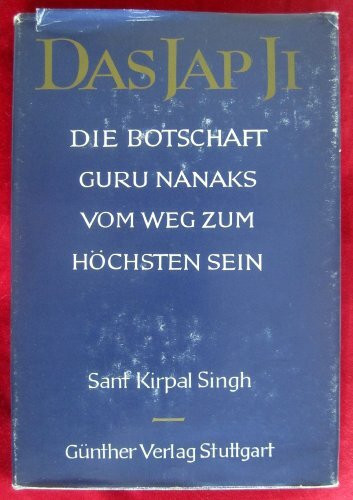 DAS JAP JI
DIE BOTSCHAFT
GURU NANAKS
VOM WEG ZUM
HÖCHSTEN SEIN
Sant Kirpal Singh
Günther Verlag Stuttgart